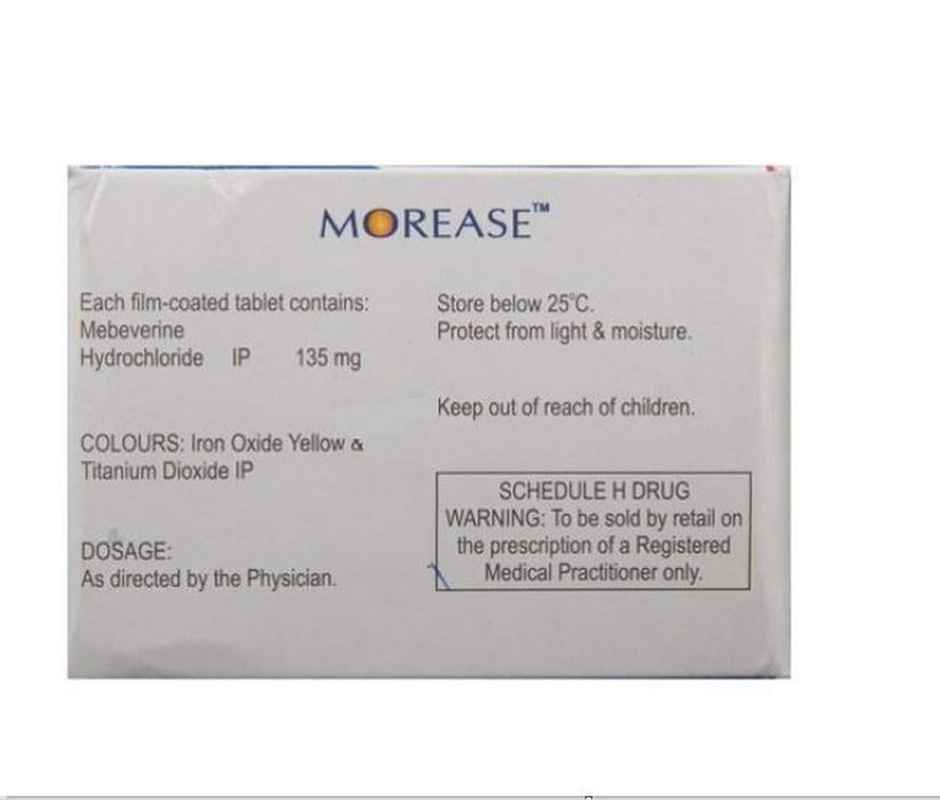 MOREASE™
Each film-coated tablet contains:
Mebeverine
Hydrochloride IP 135 mg
COLOURS: Iron Oxide Yellow &
Titanium Dioxide IP
DOSAGE:
As directed by the Physician.
Store below 25°C.
Protect from light & moisture.
Keep out of reach of children.
SCHEDULE H DRUG
WARNING: To be sold by retail on
the prescription of a Registered
Medical Practitioner only.